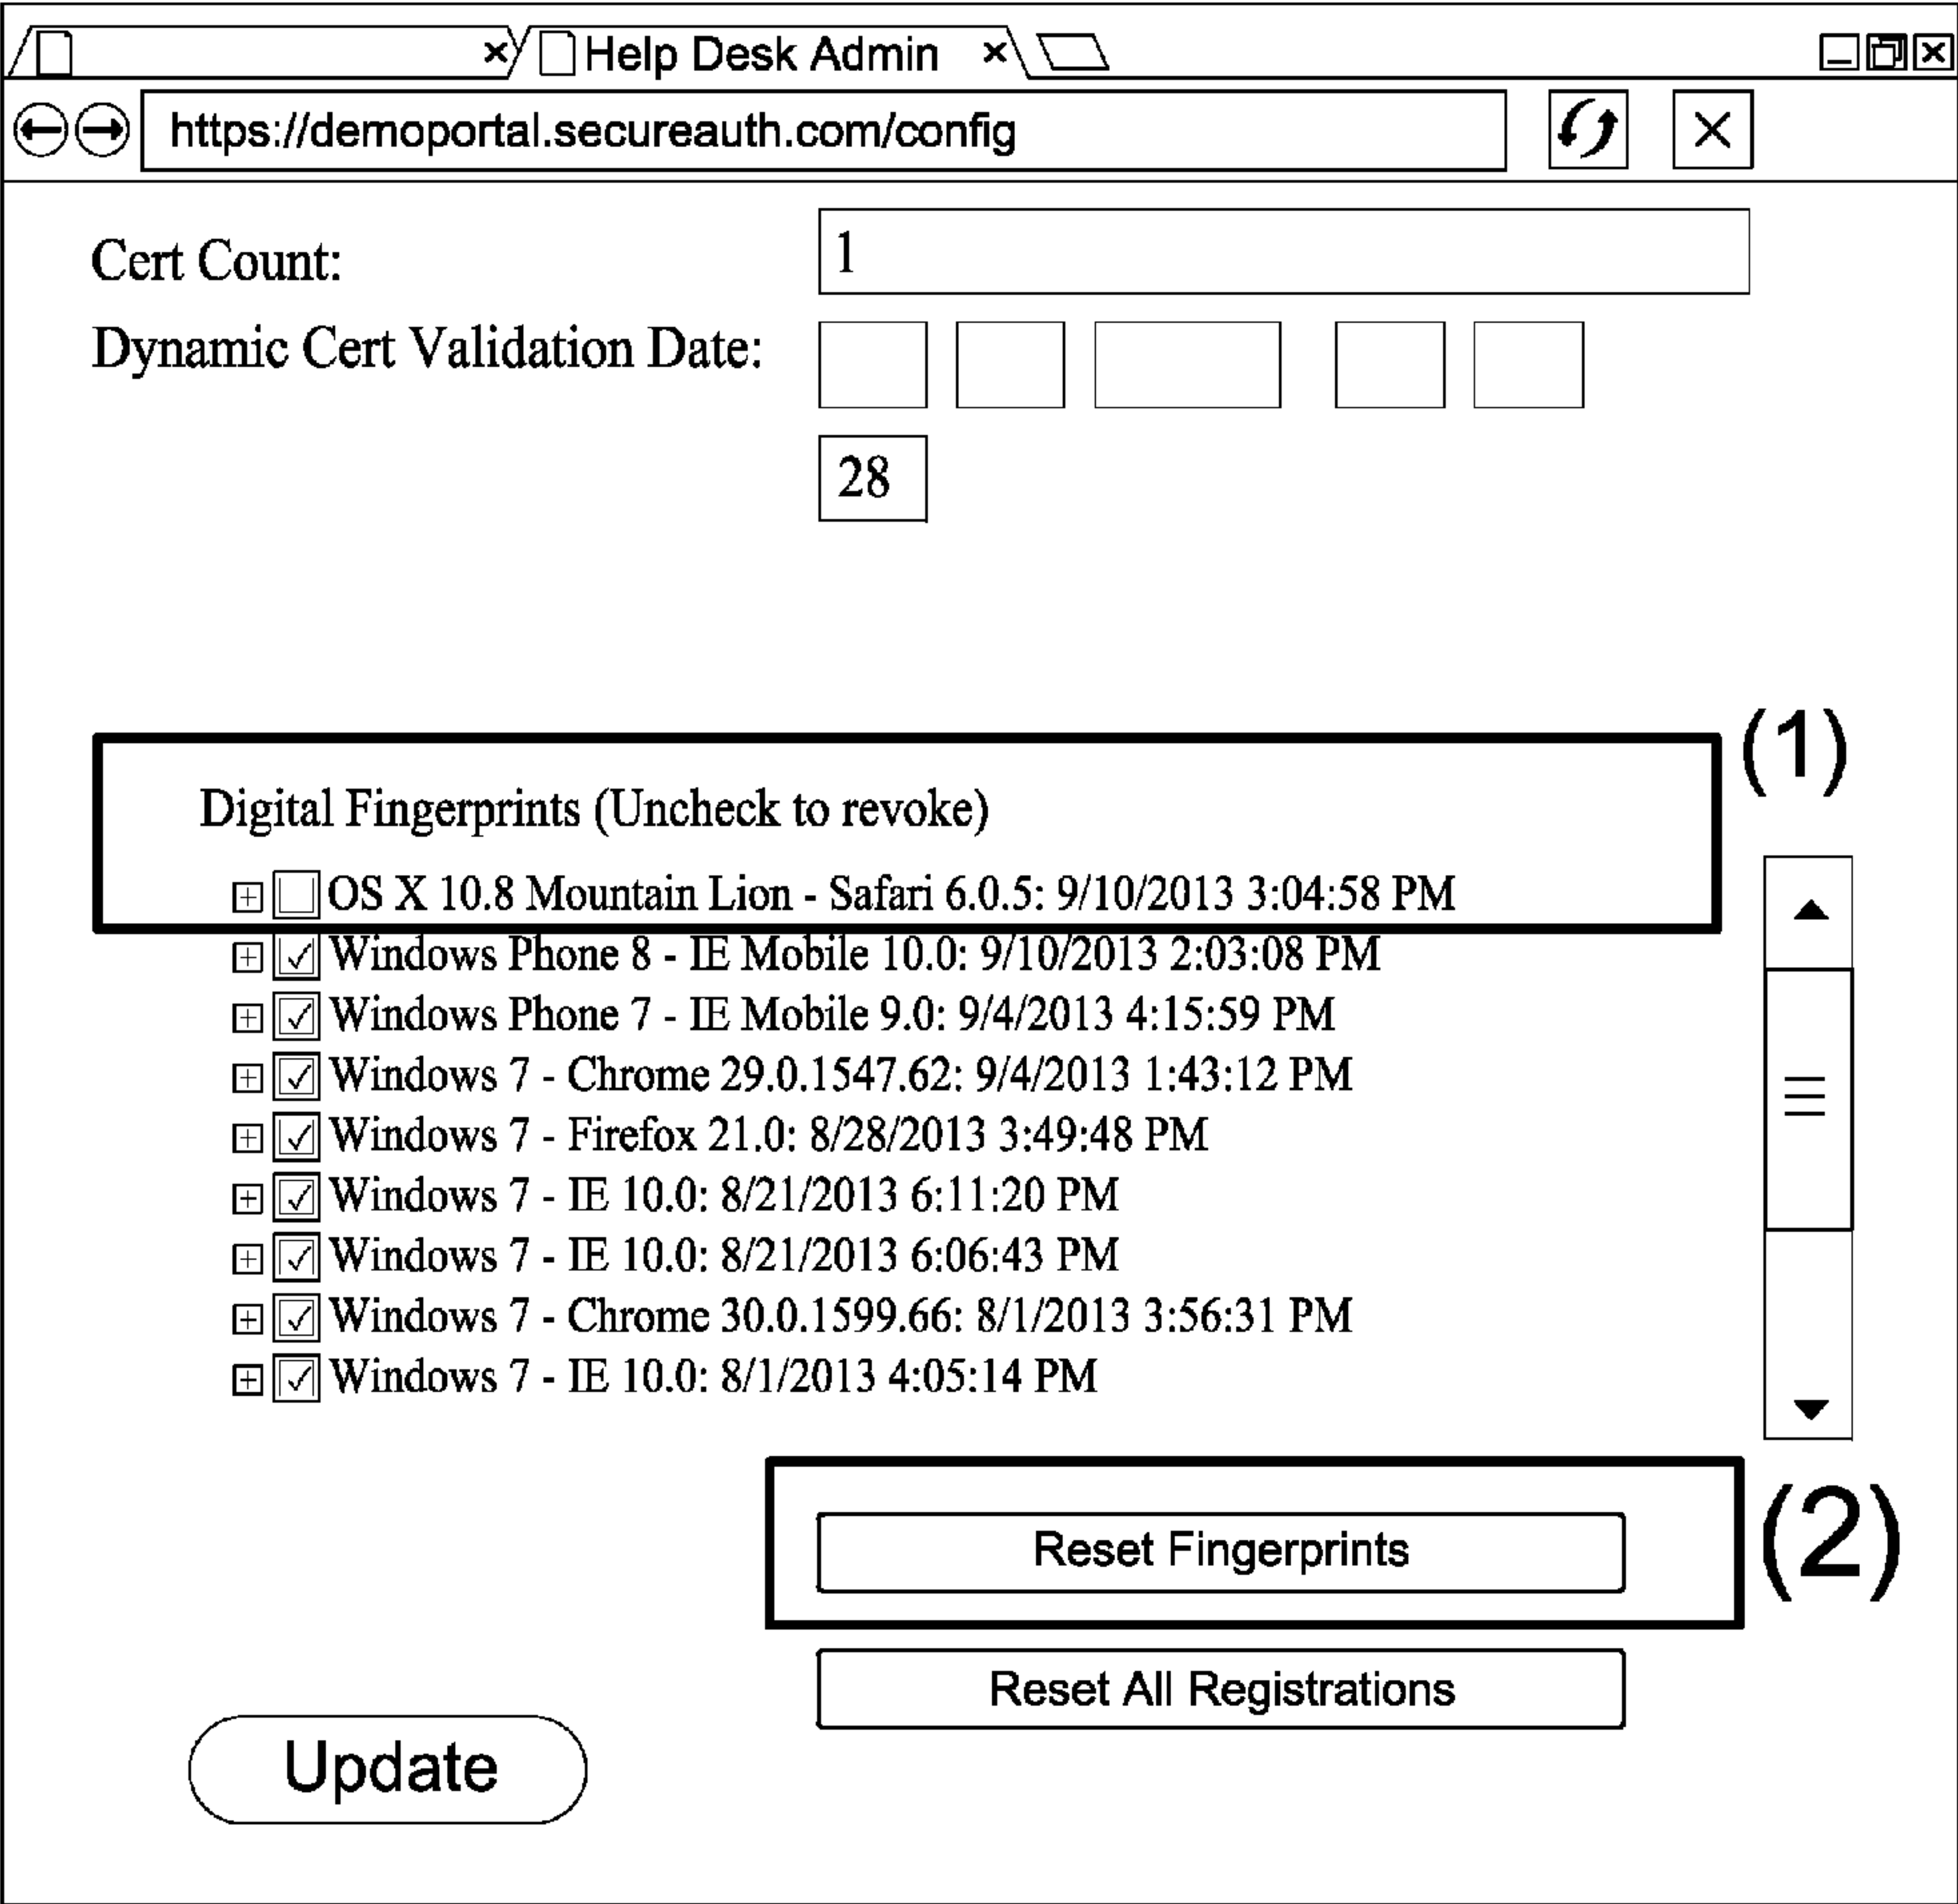 Help Desk Admin
https://demoportal.secureauth.com/config
Cert Count: 1
Dynamic Cert Validation Date:
28
(1)
Digital Fingerprints (Uncheck to revoke)
OS X 10.8 Mountain Lion - Safari 6.0.5: 9/10/2013 3:04:58 PM
Windows Phone 8 - IE Mobile 10.0: 9/10/2013 2:03:08 PM
Windows Phone 7 - IE Mobile 9.0: 9/4/2013 4:15:59 PM
Windows 7 - Chrome 29.0.1547.62: 9/4/2013 1:43:12 PM
Windows 7 - Firefox 21.0: 8/28/2013 3:49:48 PM
Windows 7 - IE 10.0: 8/21/2013 6:11:20 PM
Windows 7 - IE 10.0: 8/21/2013 6:06:43 PM
Windows 7 - Chrome 30.0.1599.66: 8/1/2013 3:56:31 PM
Windows 7 - IE 10.0: 8/1/2013 4:05:14 PM
Reset Fingerprints
(2)
Reset All Registrations
Update